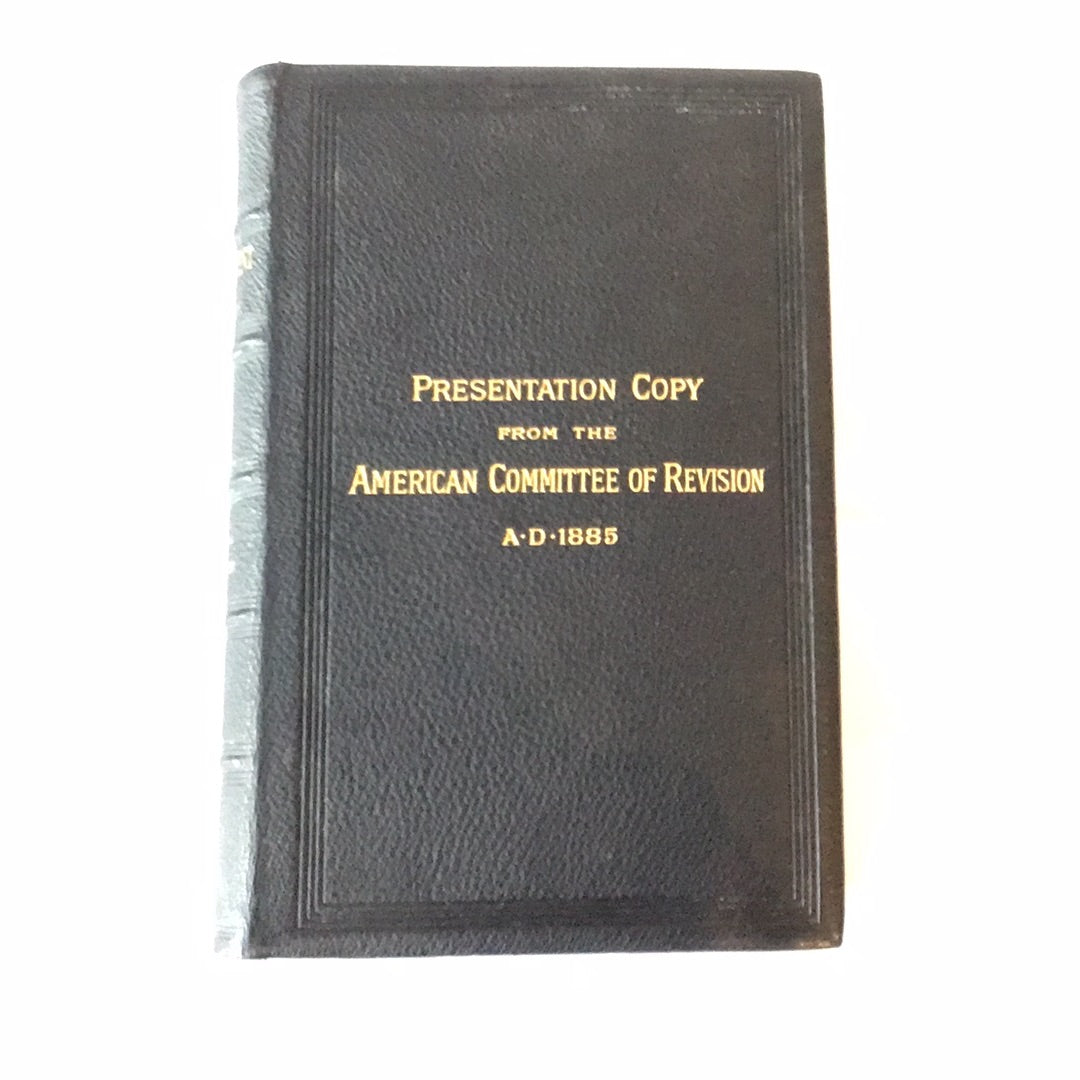 PRESENTATION COPY
FROM THE
AMERICAN COMMITTEE OF REVISION
A·D·1885